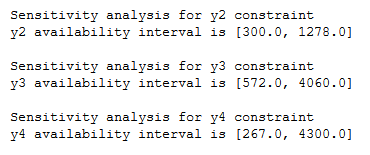 Sensitivity analysis for y2 constraint
y2 availability interval is [300.0, 1278.0]
Sensitivity analysis for y3 constraint
y3 availability interval is [572.0, 4060.0]
Sensitivity analysis for y4 constraint
y4 availability interval is [267.0, 4300.0]